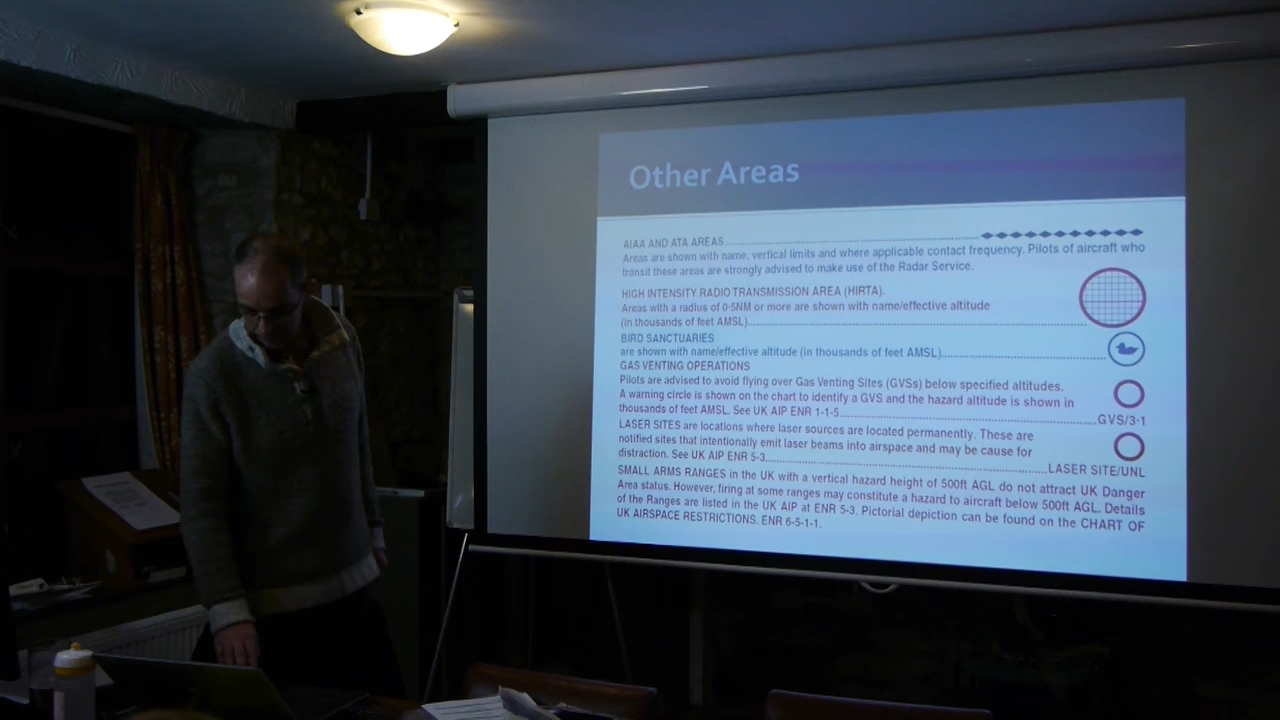 Other Areas
AIAA AND ATA AREAS
Areas are shown with name, vertical limits and where applicable contact frequency. Pilots of aircraft who
transit these areas are strongly advised to make use of the Radar Service.
HIGH INTENSITY RADIO TRANSMISSION AREA (HIRTA).
Areas with a radius of 0·5NM or more are shown with name/effective altitude
(in thousands of feet AMSL)
BIRD SANCTUARIES
are shown with name/effective altitude (in thousands of feet AMSL)
GAS VENTING OPERATIONS
Pilots are advised to avoid flying over Gas Venting Sites (GVSs) below specified altitudes.
A warning circle is shown on the chart to identify a GVS and the hazard altitude is shown in
thousands of feet AMSL. See UK AIP ENR 1-1-5 GVS/3·1
LASER SITES are locations where laser sources are located permanently. These are
notified sites that intentionally emit laser beams into airspace and may be cause for
distraction. See UK AIP ENR 5-3 LASER SITE/UNL
SMALL ARMS RANGES in the UK with a vertical hazard height of 500ft AGL do not attract UK Danger
Area status. However, firing at some ranges may constitute a hazard to aircraft below 500ft AGL. Details
of the Ranges are listed in the UK AIP at ENR 5-3. Pictorial depiction can be found on the CHART OF
UK AIRSPACE RESTRICTIONS. ENR 6-5-1-1.